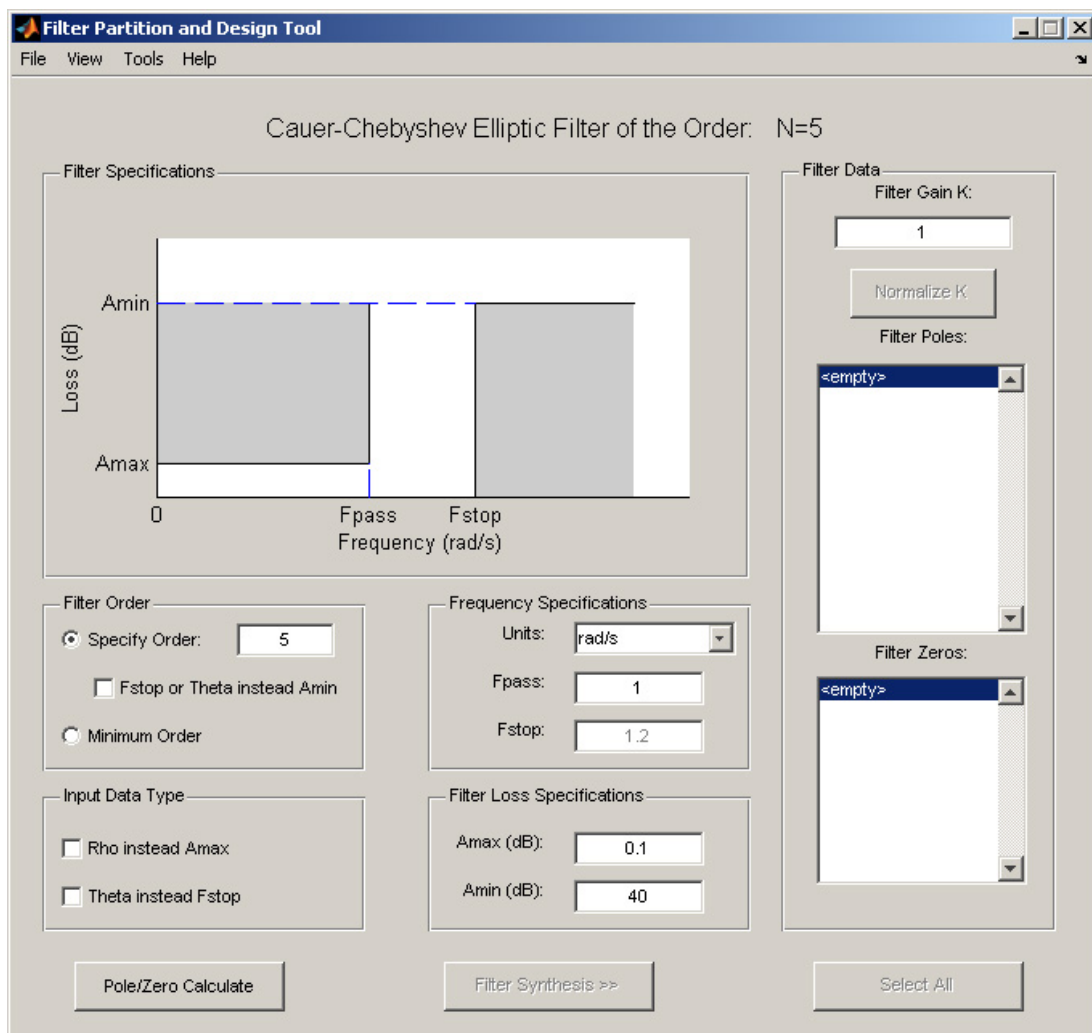 Filter Partition and Design Tool
File View Tools Help
Cauer-Chebyshev Elliptic Filter of the Order: N=5
Filter Specifications
Amin
Loss (dB)
Amax
0 Fpass Fstop
Frequency (rad/s)
Filter Order
Specify Order: 5
Fstop or Theta instead Amin
Minimum Order
Frequency Specifications
Units: rad/s
Fpass: 1
Fstop: 1.2
Input Data Type
Rho instead Amax
Theta instead Fstop
Filter Loss Specifications
Amax (dB): 0.1
Amin (dB): 40
Filter Data
Filter Gain K:
1
Normalize K
Filter Poles:
<empty>
Filter Zeros:
<empty>
Pole/Zero Calculate
Filter Synthesis >>
Select All